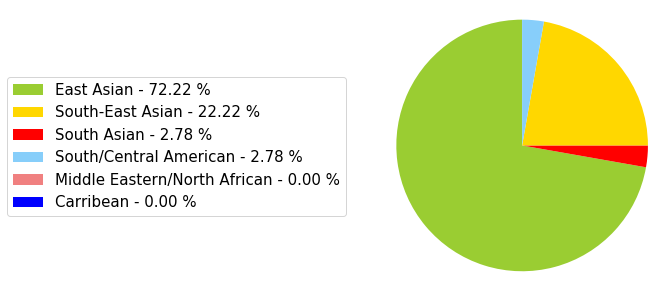 East Asian - 72.22 %
South-East Asian - 22.22 %
South Asian - 2.78 %
South/Central American - 2.78 %
Middle Eastern/North African - 0.00 %
Carribean - 0.00 %